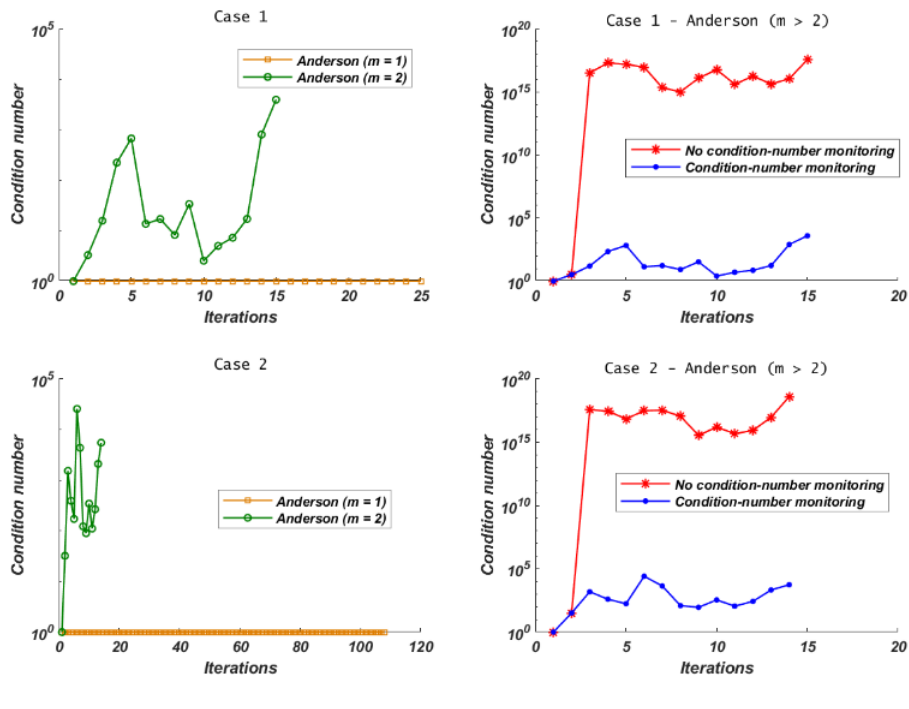 Case 1
10^5
Anderson (m = 1)
Anderson (m = 2)
Condition number
10^0
0 5 10 15 20 25
Iterations
Case 1 - Anderson (m > 2)
10^20
10^15
10^10
10^5
10^0
No condition-number monitoring
Condition-number monitoring
Condition number
0 5 10 15 20
Iterations
Case 2
10^5
Anderson (m = 1)
Anderson (m = 2)
Condition number
10^0
0 20 40 60 80 100 120
Iterations
Case 2 - Anderson (m > 2)
10^20
10^15
10^10
10^5
10^0
No condition-number monitoring
Condition-number monitoring
Condition number
0 5 10 15 20
Iterations